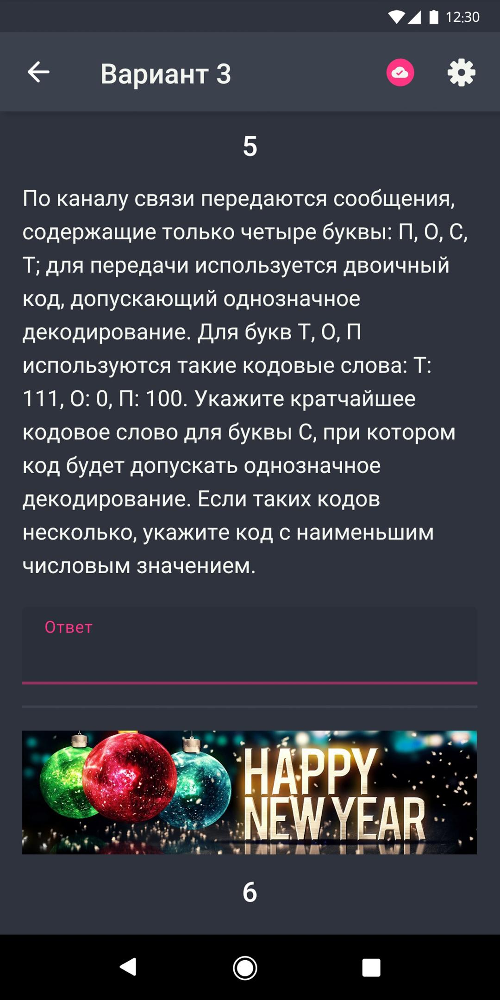 12:30
Вариант 3
5
По каналу связи передаются сообщения,
содержащие только четыре буквы: П, О, С,
Т; для передачи используется двоичный
код, допускающий однозначное
декодирование. Для букв Т, О, П
используются такие кодовые слова: Т:
111, О: 0, П: 100. Укажите кратчайшее
кодовое слово для буквы С, при котором
код будет допускать однозначное
декодирование. Если таких кодов
несколько, укажите код с наименьшим
числовым значением.
Ответ
HAPPY
NEW YEAR
6